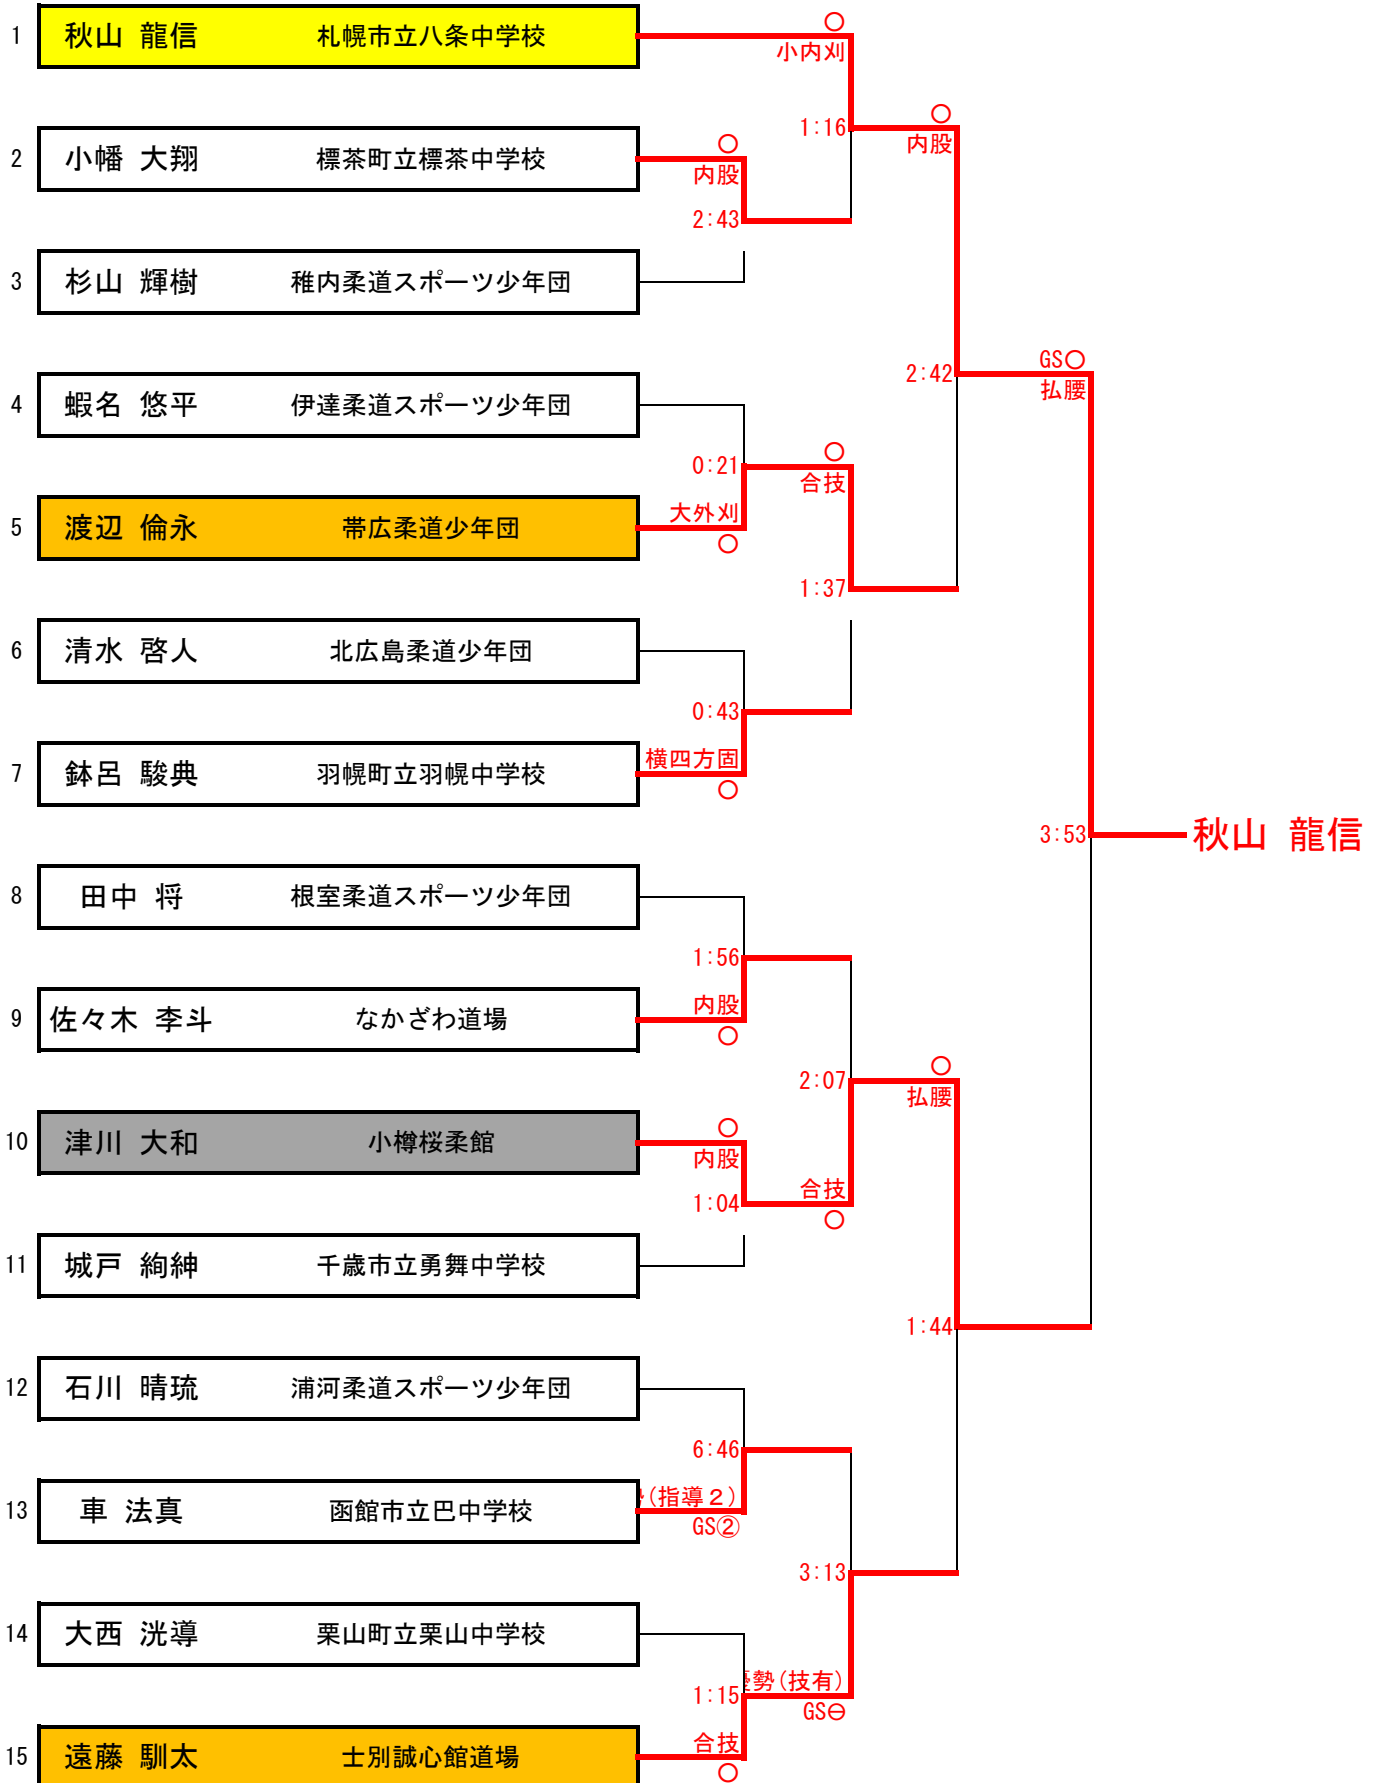 1 秋山 龍信 札幌市立八条中学校
○
小内刈
1:16
○
内股
2 小幡 大翔 標茶町立標茶中学校
○
内股
2:43
3 杉山 輝樹 稚内柔道スポーツ少年団
2:42
GS○
払腰
4 蝦名 悠平 伊達柔道スポーツ少年団
0:21
○
合技
5 渡辺 倫永 帯広柔道少年団
大外刈
○
1:37
6 清水 啓人 北広島柔道少年団
0:43
7 鉢呂 駿典 羽幌町立羽幌中学校
横四方固
○
3:53
秋山 龍信
8 田中 将 根室柔道スポーツ少年団
1:56
9 佐々木 李斗 なかざわ道場
内股
○
2:07
○
払腰
10 津川 大和 小樽桜柔館
○
内股
1:04
合技
○
11 城戸 絢紳 千歳市立勇舞中学校
1:44
12 石川 晴琉 浦河柔道スポーツ少年団
6:46
13 車 法真 函館市立巴中学校
(指導２)
GS②
3:13
14 大西 洸導 栗山町立栗山中学校
1:15
勢(技有)
GS⊖
15 遠藤 馴太 士別誠心館道場
合技
○